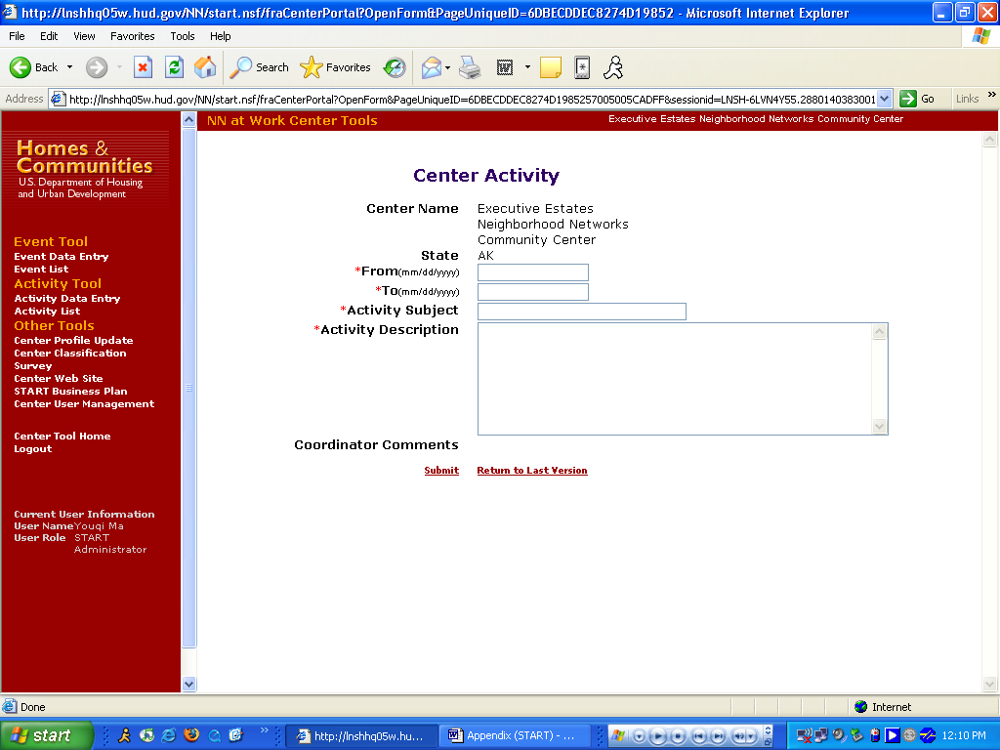 http://lnshhq05w.hud.gov/NN/start.nsf/fraCenterPortal?OpenForm&PageUniqueID=6DBECDDEC8274D19852 - Microsoft Internet Explorer
File Edit View Favorites Tools Help
Back Search Favorites
Address http://lnshhq05w.hud.gov/NN/start.nsf/fraCenterPortal?OpenForm&PageUniqueID=6DBECDDEC8274D1985257005005CADFF&sessionid=LNSH-6LVN4Y55.2880140383001 Go Links »
NN at Work Center Tools Executive Estates Neighborhood Networks Community Center
Homes &
Communities
U.S. Department of Housing
and Urban Development
Event Tool
Event Data Entry
Event List
Activity Tool
Activity Data Entry
Activity List
Other Tools
Center Profile Update
Center Classification
Survey
Center Web Site
START Business Plan
Center User Management
Center Tool Home
Logout
Current User Information
User Name Youqi Ma
User Role START
Administrator
Center Activity
Center Name Executive Estates
Neighborhood Networks
Community Center
State AK
*From(mm/dd/yyyy)
*To(mm/dd/yyyy)
*Activity Subject
*Activity Description
Coordinator Comments
Submit Return to Last Version
Done Internet
start » http://lnshhq05w.hu... Appendix (START) - ... 12:10 PM